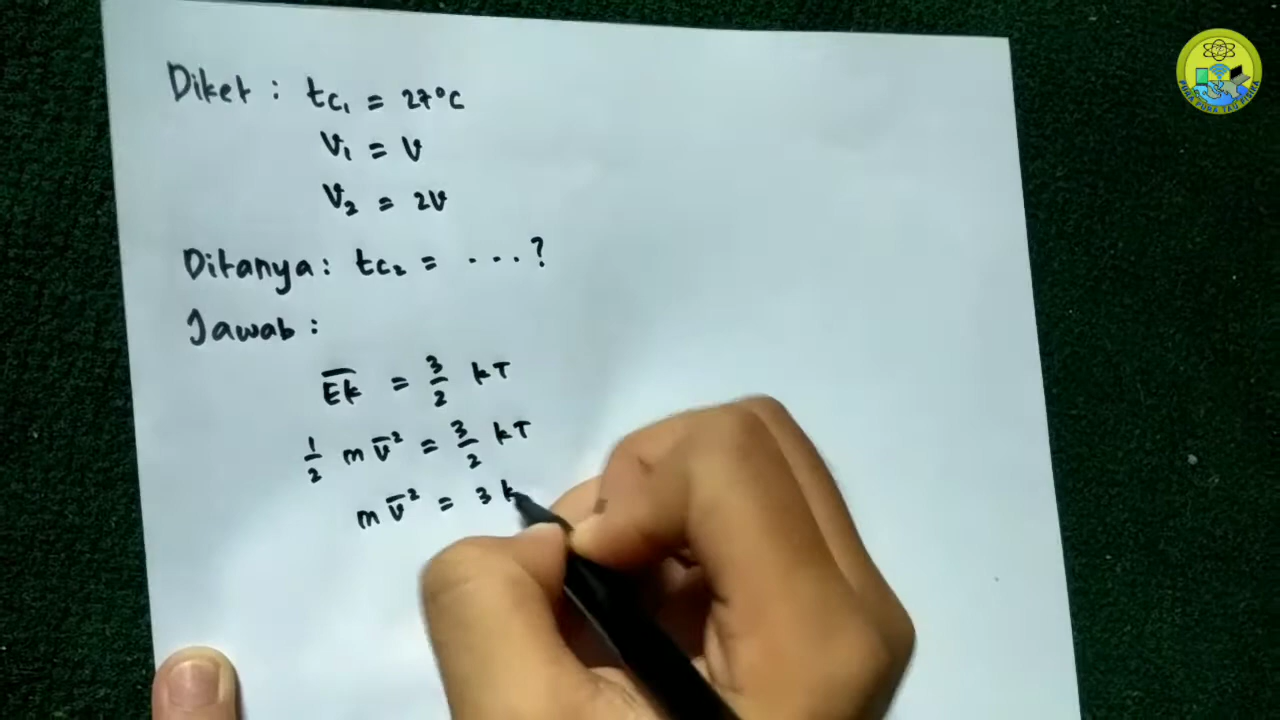 Diket : tc₁ = 27°C
V₁ = V
V₂ = 2V
Ditanya : tc₂ = ...?
Jawab :
E̅k̅ = 3/2 kT
1/2 m v̅² = 3/2 kT
m v̅² = 3 k